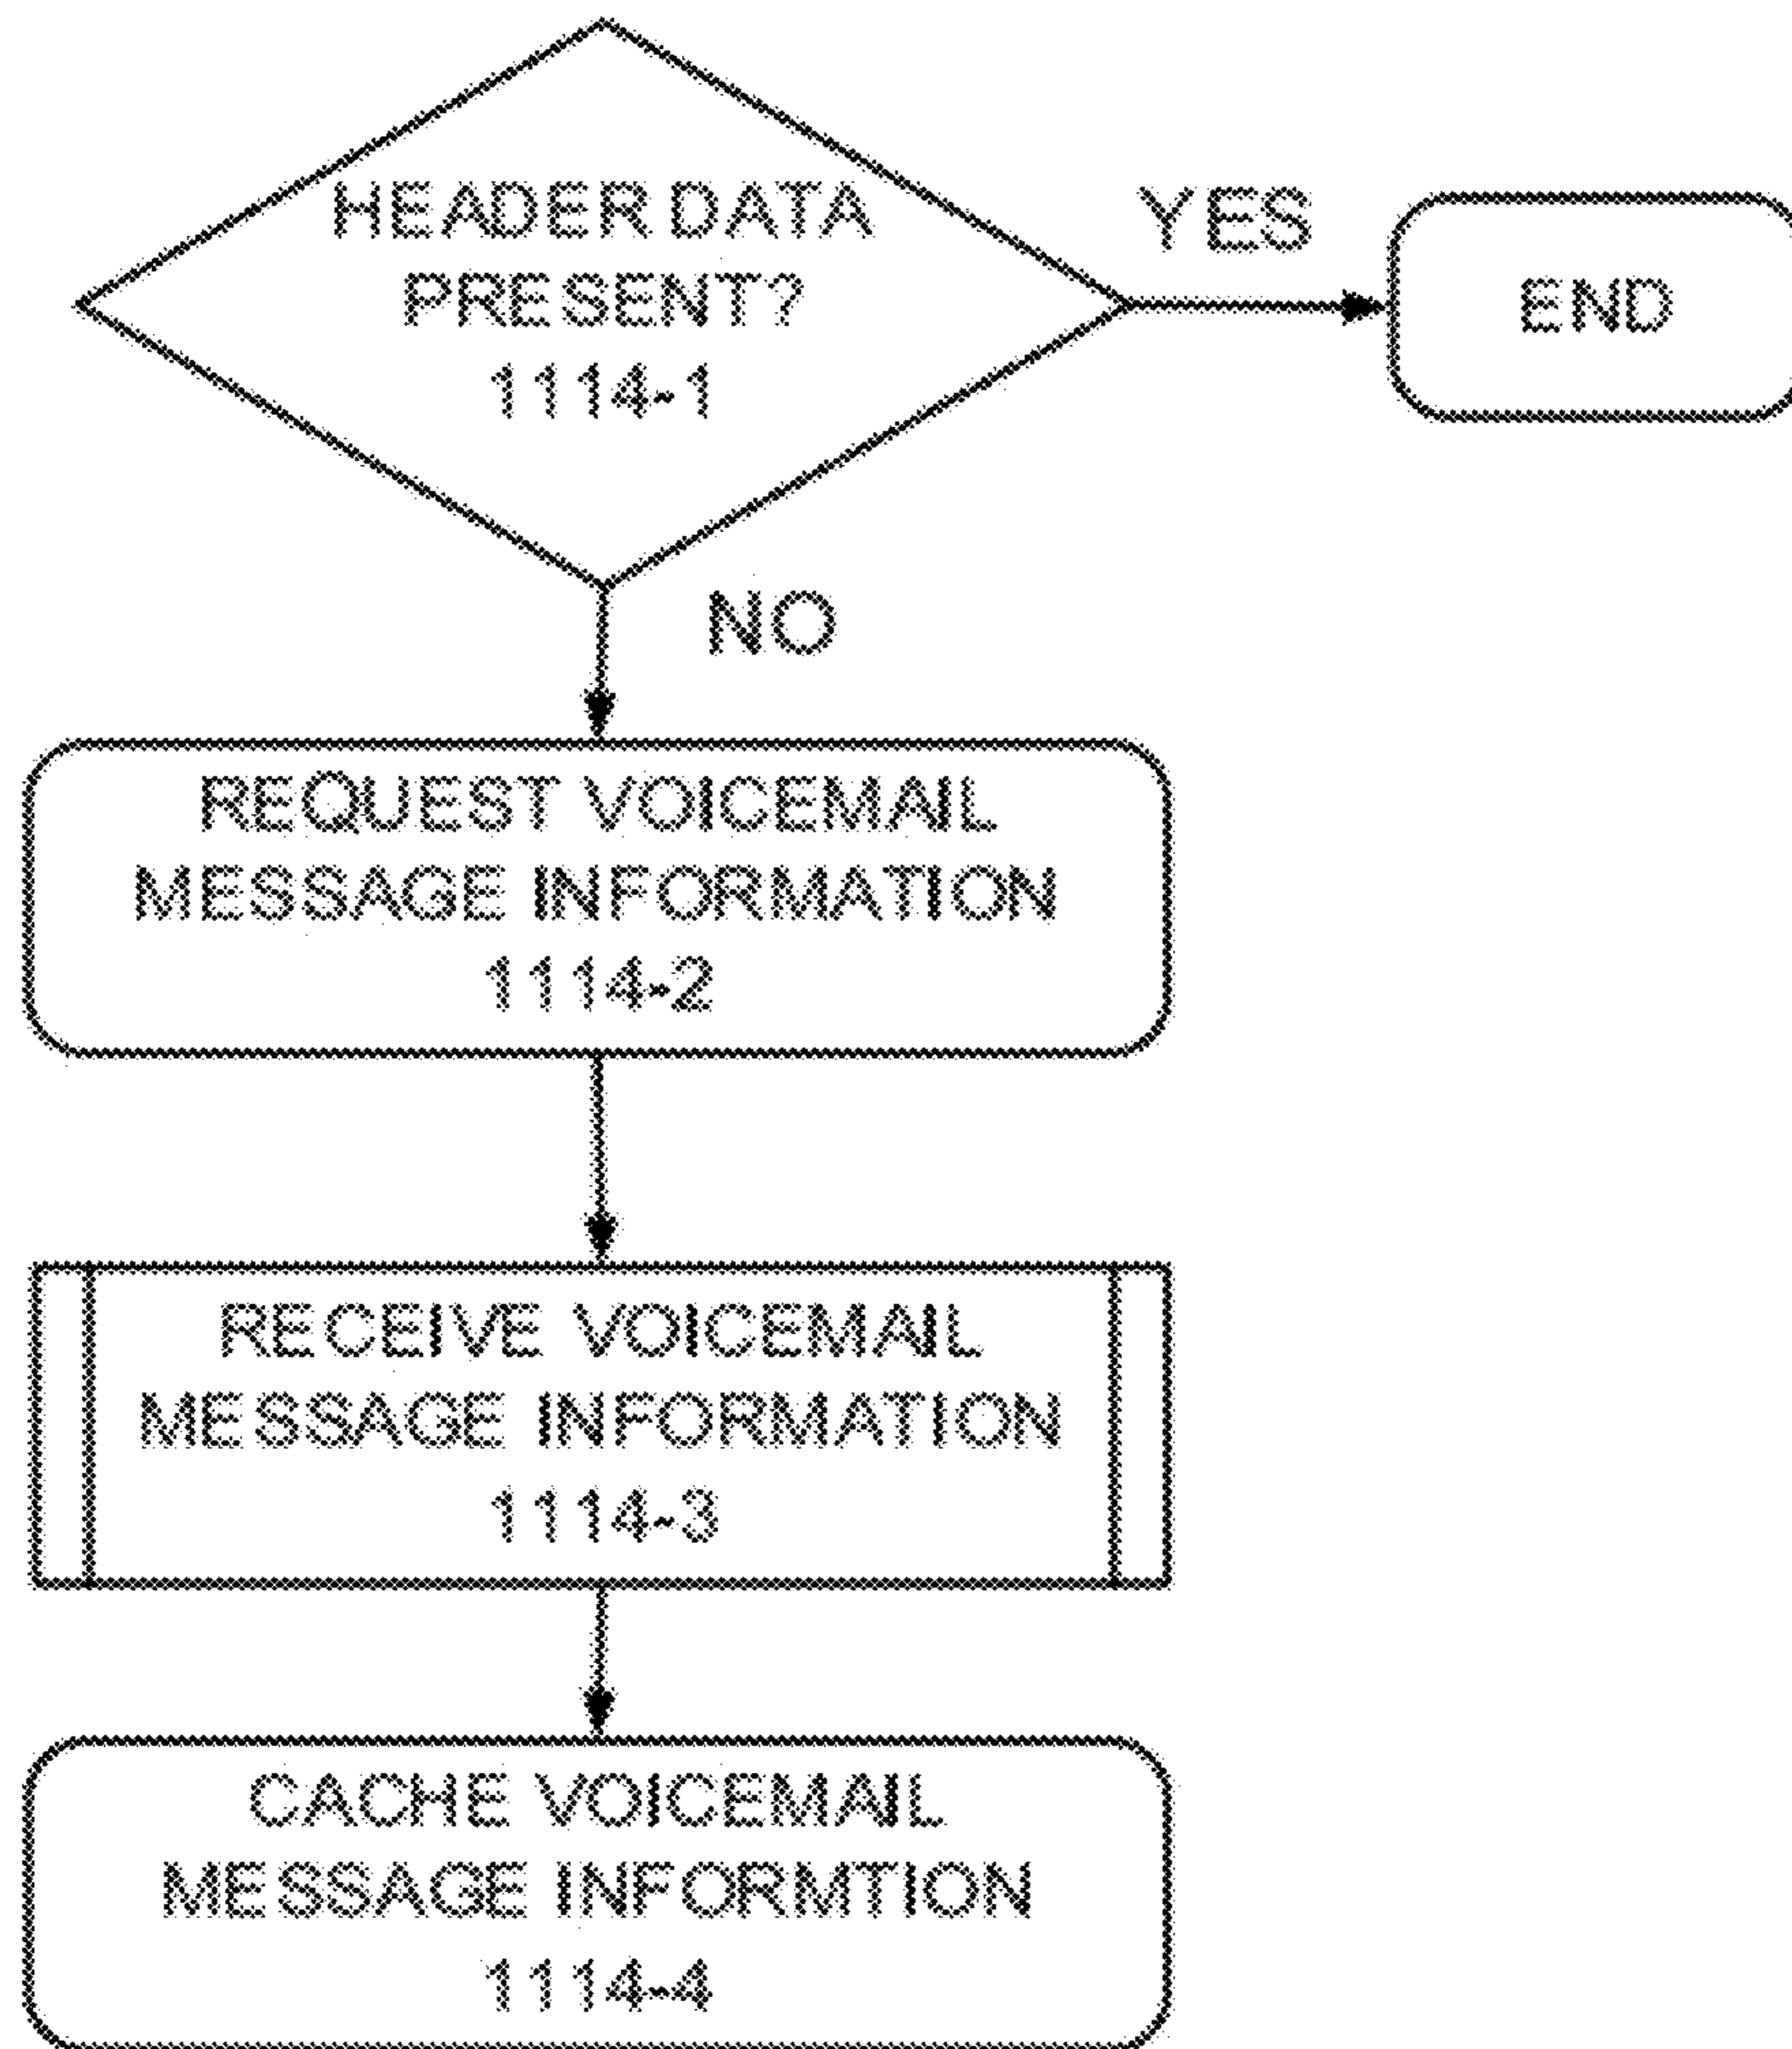 HEADER DATA
PRESENT?
1114-1
YES
END
NO
REQUEST VOICEMAIL
MESSAGE INFORMATION
1114-2
RECEIVE VOICEMAIL
MESSAGE INFORMATION
1114-3
CACHE VOICEMAIL
MESSAGE INFORMTION
1114-4